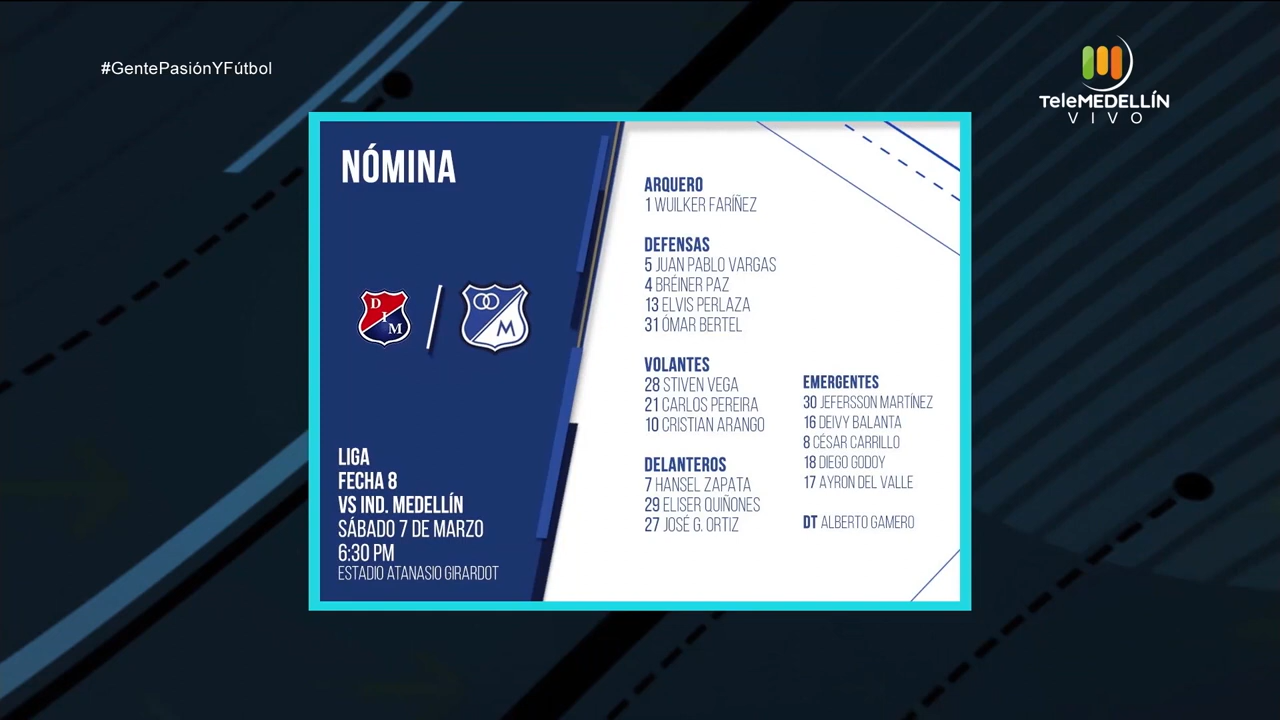 #GentePasiónYFútbol
TeleMEDELLÍN
VIVO
NÓMINA
DIM
M
LIGA
FECHA 8
VS IND. MEDELLÍN
SÁBADO 7 DE MARZO
6:30 PM
ESTADIO ATANASIO GIRARDOT
ARQUERO
1 WUILKER FARÍÑEZ
DEFENSAS
5 JUAN PABLO VARGAS
4 BRÉINER PAZ
13 ELVIS PERLAZA
31 ÓMAR BERTEL
VOLANTES
28 STIVEN VEGA
21 CARLOS PEREIRA
10 CRISTIAN ARANGO
DELANTEROS
7 HANSEL ZAPATA
29 ELISER QUIÑONES
27 JOSÉ G. ORTIZ
EMERGENTES
30 JEFERSSON MARTÍNEZ
16 DEIVY BALANTA
8 CÉSAR CARRILLO
18 DIEGO GODOY
17 AYRON DEL VALLE
DT ALBERTO GAMERO